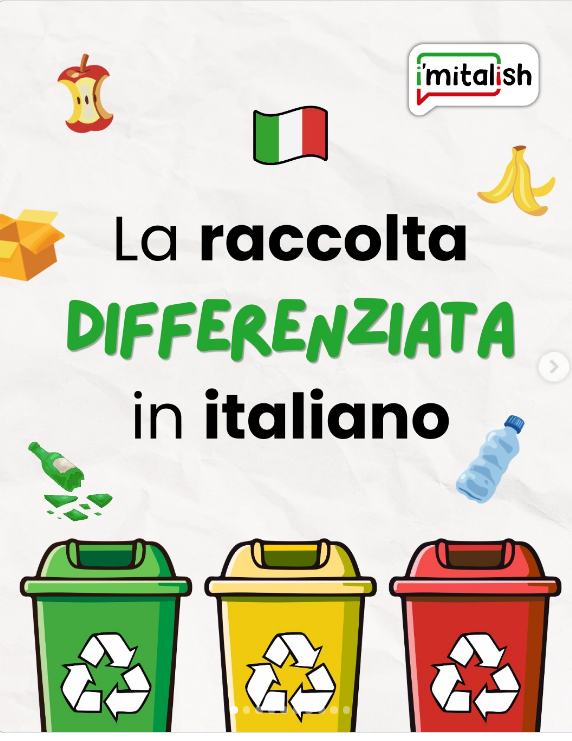 i'mitalish
La raccolta
DIFFERENZIATA
in italiano